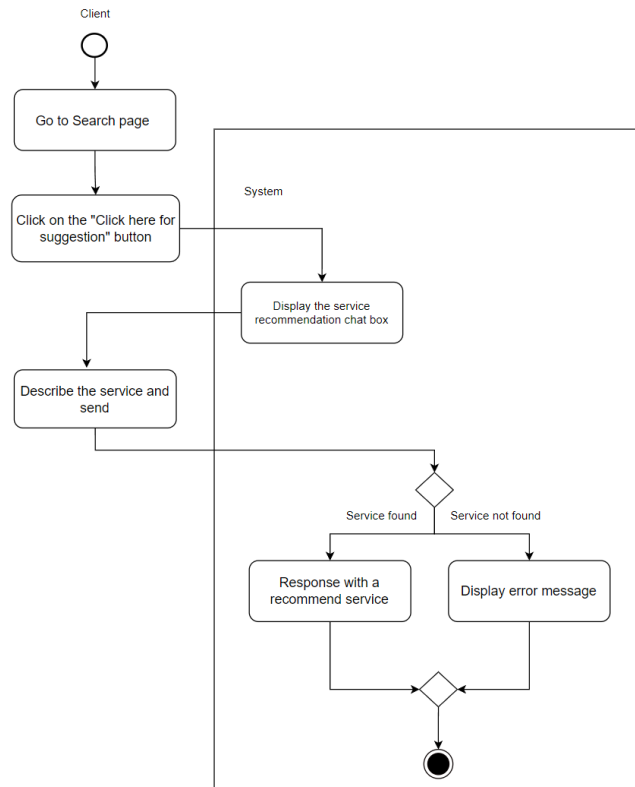 Client
Go to Search page
System
Click on the "Click here for
suggestion" button
Display the service
recommendation chat box
Describe the service and
send
Service found
Service not found
Response with a
recommend service
Display error message